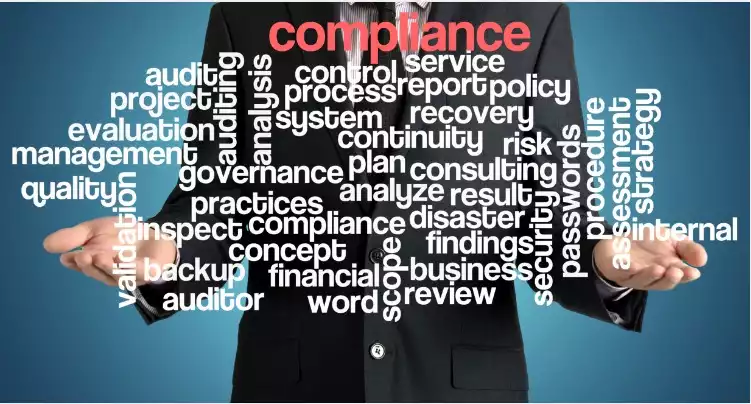 compliance
service
audit
control
process
report
policy
project
auditing
analysis
system
recovery
evaluation
continuity
risk
management
plan
consulting
governance
quality
analyze
result
practices
compliance
disaster
validation
inspect
concept
findings
security
passwords
procedure
assessment
strategy
internal
backup
financial
scope
business
auditor
word
review